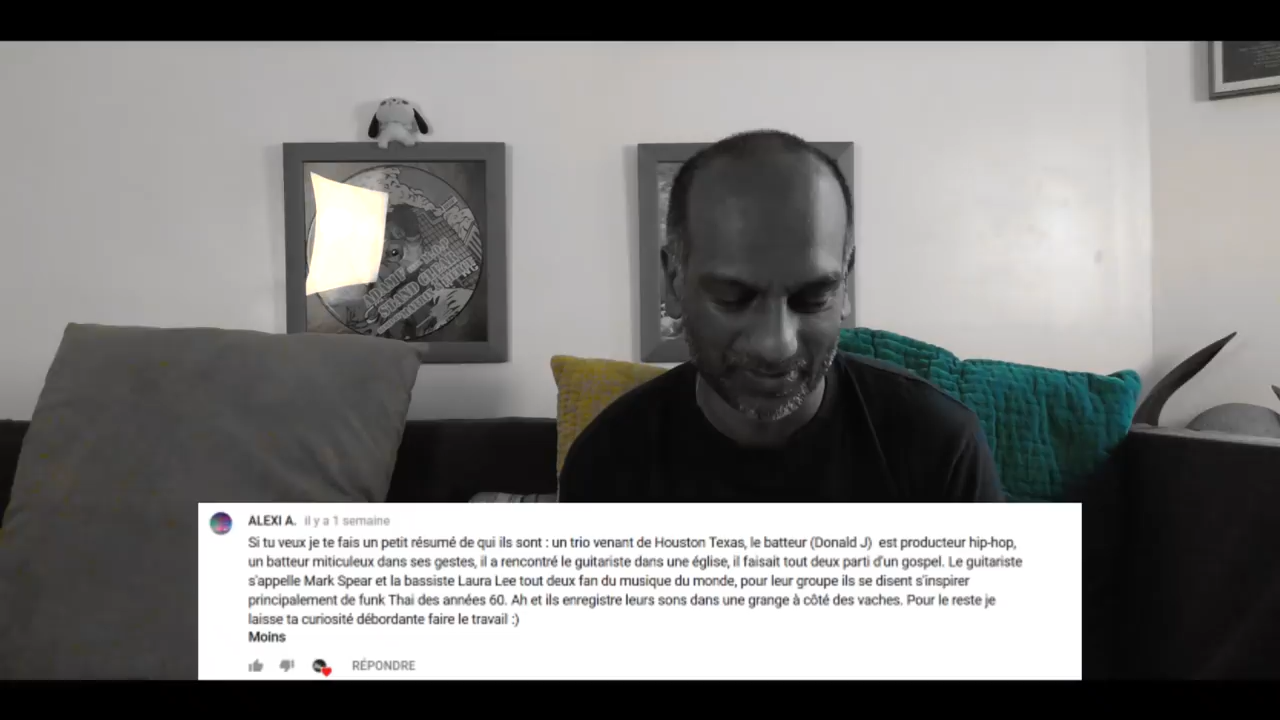 ALEXI A. il y a 1 semaine
Si tu veux je te fais un petit résumé de qui ils sont : un trio venant de Houston Texas, le batteur (Donald J) est producteur hip-hop,
un batteur miticuleux dans ses gestes, il a rencontré le guitariste dans une église, il faisait tout deux parti d'un gospel. Le guitariste
s'appelle Mark Spear et la bassiste Laura Lee tout deux fan du musique du monde, pour leur groupe ils se disent s'inspirer
principalement de funk Thai des années 60. Ah et ils enregistre leurs sons dans une grange à côté des vaches. Pour le reste je
laisse ta curiosité débordante faire le travail :)
Moins
RÉPONDRE